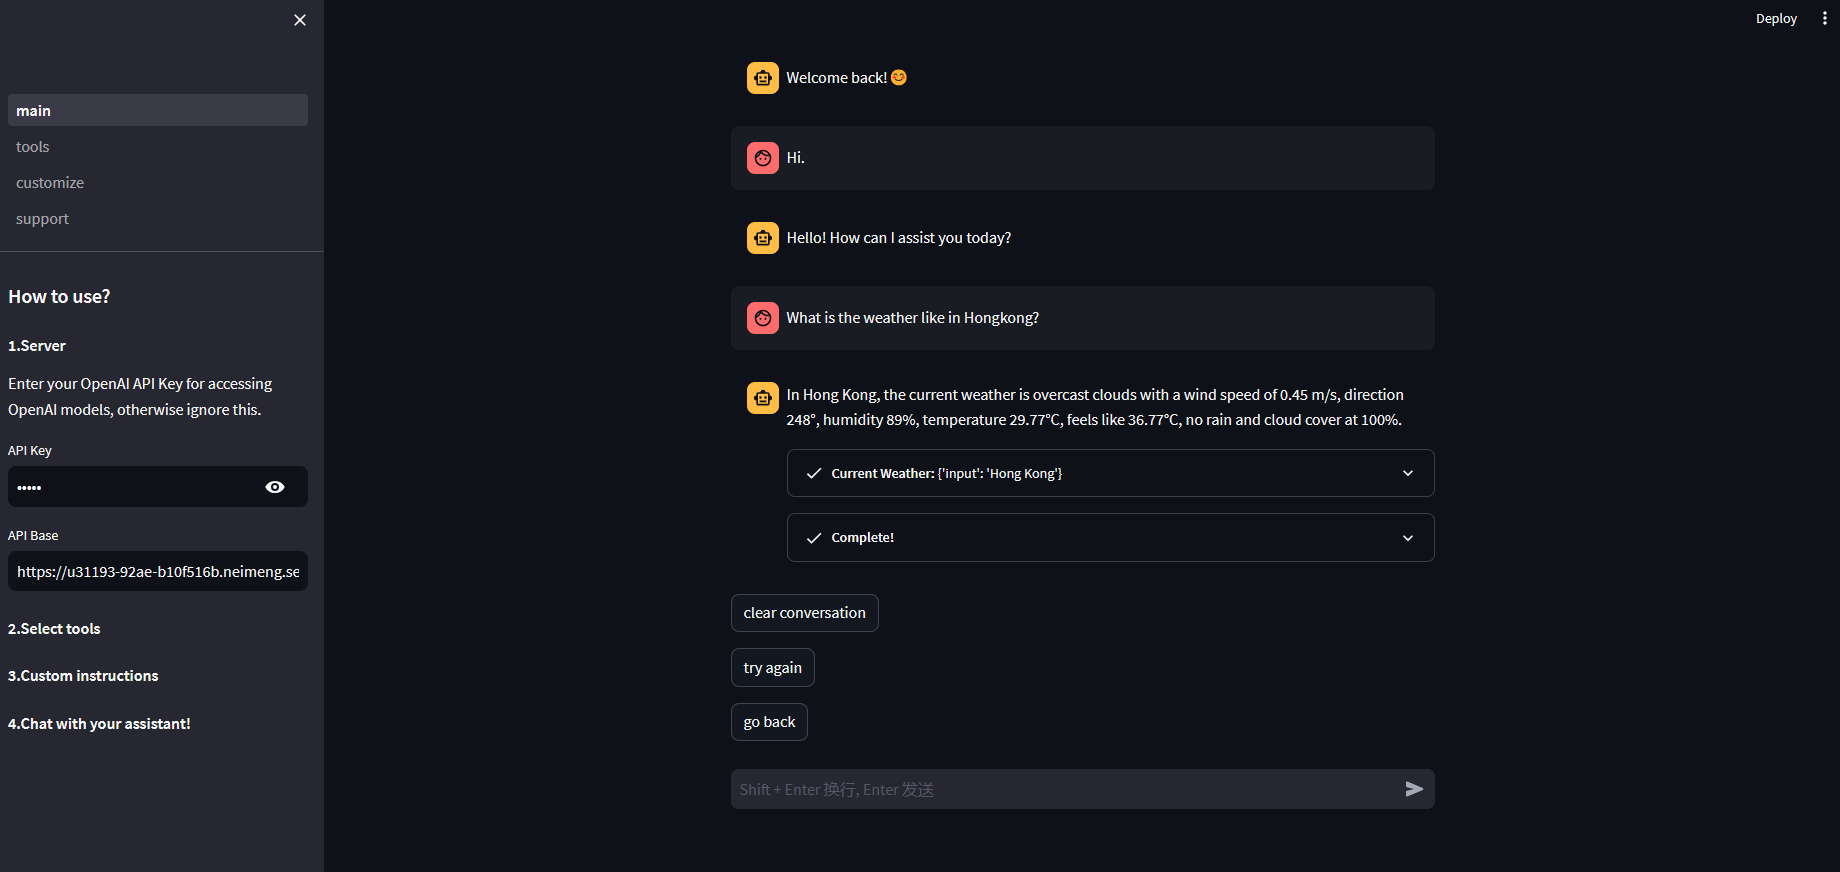 main
tools
customize
support
How to use?
1.Server
Enter your OpenAI API Key for accessing
OpenAI models, otherwise ignore this.
API Key
•••••
API Base
https://u31193-92ae-b10f516b.neimeng.se
2.Select tools
3.Custom instructions
4.Chat with your assistant!
Deploy
Welcome back! 😊
Hi.
Hello! How can I assist you today?
What is the weather like in Hongkong?
In Hong Kong, the current weather is overcast clouds with a wind speed of 0.45 m/s, direction
248°, humidity 89%, temperature 29.77°C, feels like 36.77°C, no rain and cloud cover at 100%.
Current Weather: {'input': 'Hong Kong'}
Complete!
clear conversation
try again
go back
Shift + Enter 换行, Enter 发送